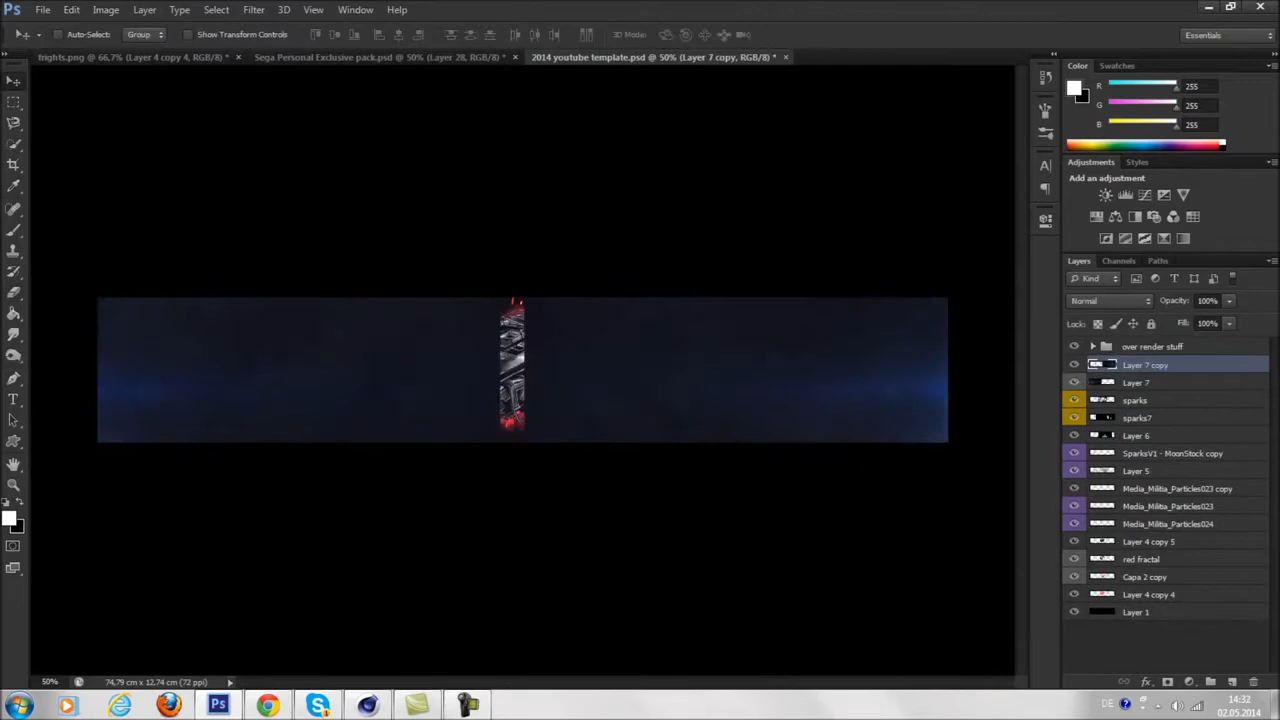 Ps File Edit Image Layer Type Select Filter 3D View Window Help
Auto-Select: Group Show Transform Controls 3D Mode: Essentials
frights.png @ 66,7% (Layer 4 copy 4, RGB/8) * × Sega Personal Exclusive pack.psd @ 50% (Layer 28, RGB/8) * × 2014 youtube template.psd @ 50% (Layer 7 copy, RGB/8) * ×
Color Swatches
R 255
G 255
B 255
Adjustments Styles
Add an adjustment
Layers Channels Paths
Kind
Normal Opacity: 100%
Lock: Fill: 100%
over render stuff
Layer 7 copy
Layer 7
sparks
sparks7
Layer 6
SparksV1 - MoonStock copy
Layer 5
Media_Militia_Particles023 copy
Media_Militia_Particles023
Media_Militia_Particles024
Layer 4 copy 5
red fractal
Capa 2 copy
Layer 4 copy 4
Layer 1
50% 74,79 cm x 12,74 cm (72 ppi)
DE 14:32
02.05.2014